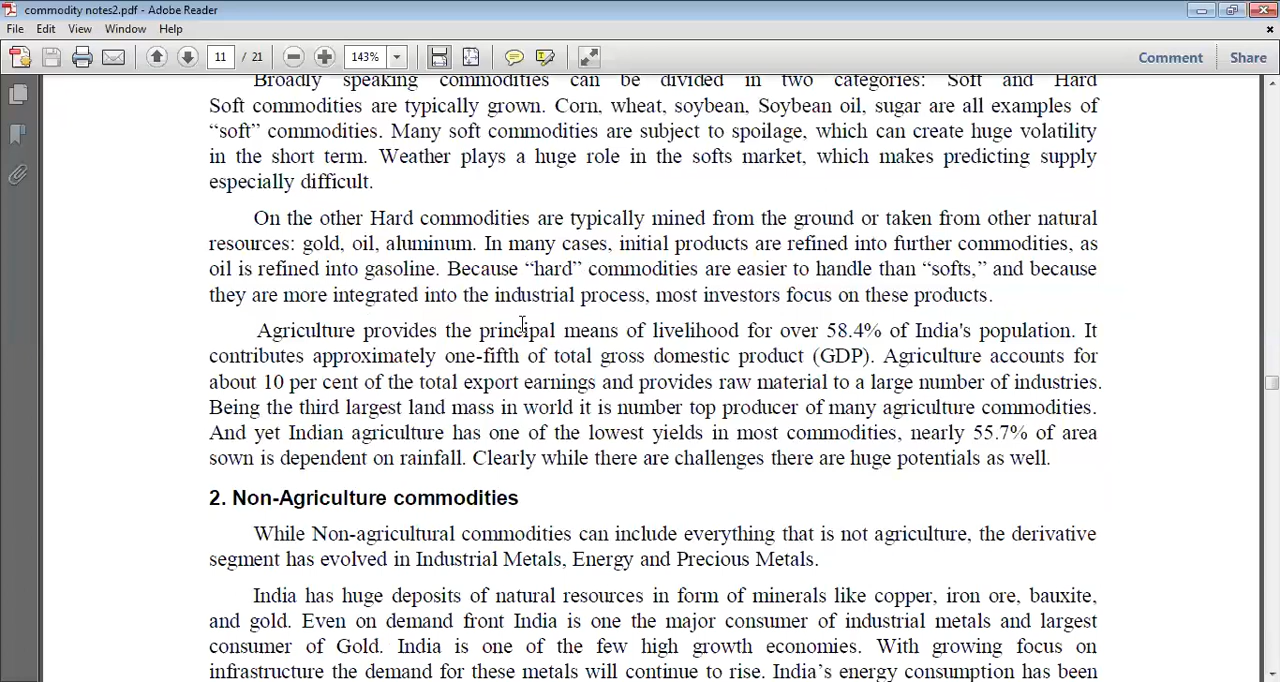 commodity notes2.pdf - Adobe Reader
File Edit View Window Help
11 / 21 143% Comment Share
Broadly speaking commodities can be divided in two categories: Soft and Hard
Soft commodities are typically grown. Corn, wheat, soybean, Soybean oil, sugar are all examples of
“soft” commodities. Many soft commodities are subject to spoilage, which can create huge volatility
in the short term. Weather plays a huge role in the softs market, which makes predicting supply
especially difficult.
On the other Hard commodities are typically mined from the ground or taken from other natural
resources: gold, oil, aluminum. In many cases, initial products are refined into further commodities, as
oil is refined into gasoline. Because “hard” commodities are easier to handle than “softs,” and because
they are more integrated into the industrial process, most investors focus on these products.
Agriculture provides the principal means of livelihood for over 58.4% of India's population. It
contributes approximately one-fifth of total gross domestic product (GDP). Agriculture accounts for
about 10 per cent of the total export earnings and provides raw material to a large number of industries.
Being the third largest land mass in world it is number top producer of many agriculture commodities.
And yet Indian agriculture has one of the lowest yields in most commodities, nearly 55.7% of area
sown is dependent on rainfall. Clearly while there are challenges there are huge potentials as well.
2. Non-Agriculture commodities
While Non-agricultural commodities can include everything that is not agriculture, the derivative
segment has evolved in Industrial Metals, Energy and Precious Metals.
India has huge deposits of natural resources in form of minerals like copper, iron ore, bauxite,
and gold. Even on demand front India is one the major consumer of industrial metals and largest
consumer of Gold. India is one of the few high growth economies. With growing focus on
infrastructure the demand for these metals will continue to rise. India’s energy consumption has been